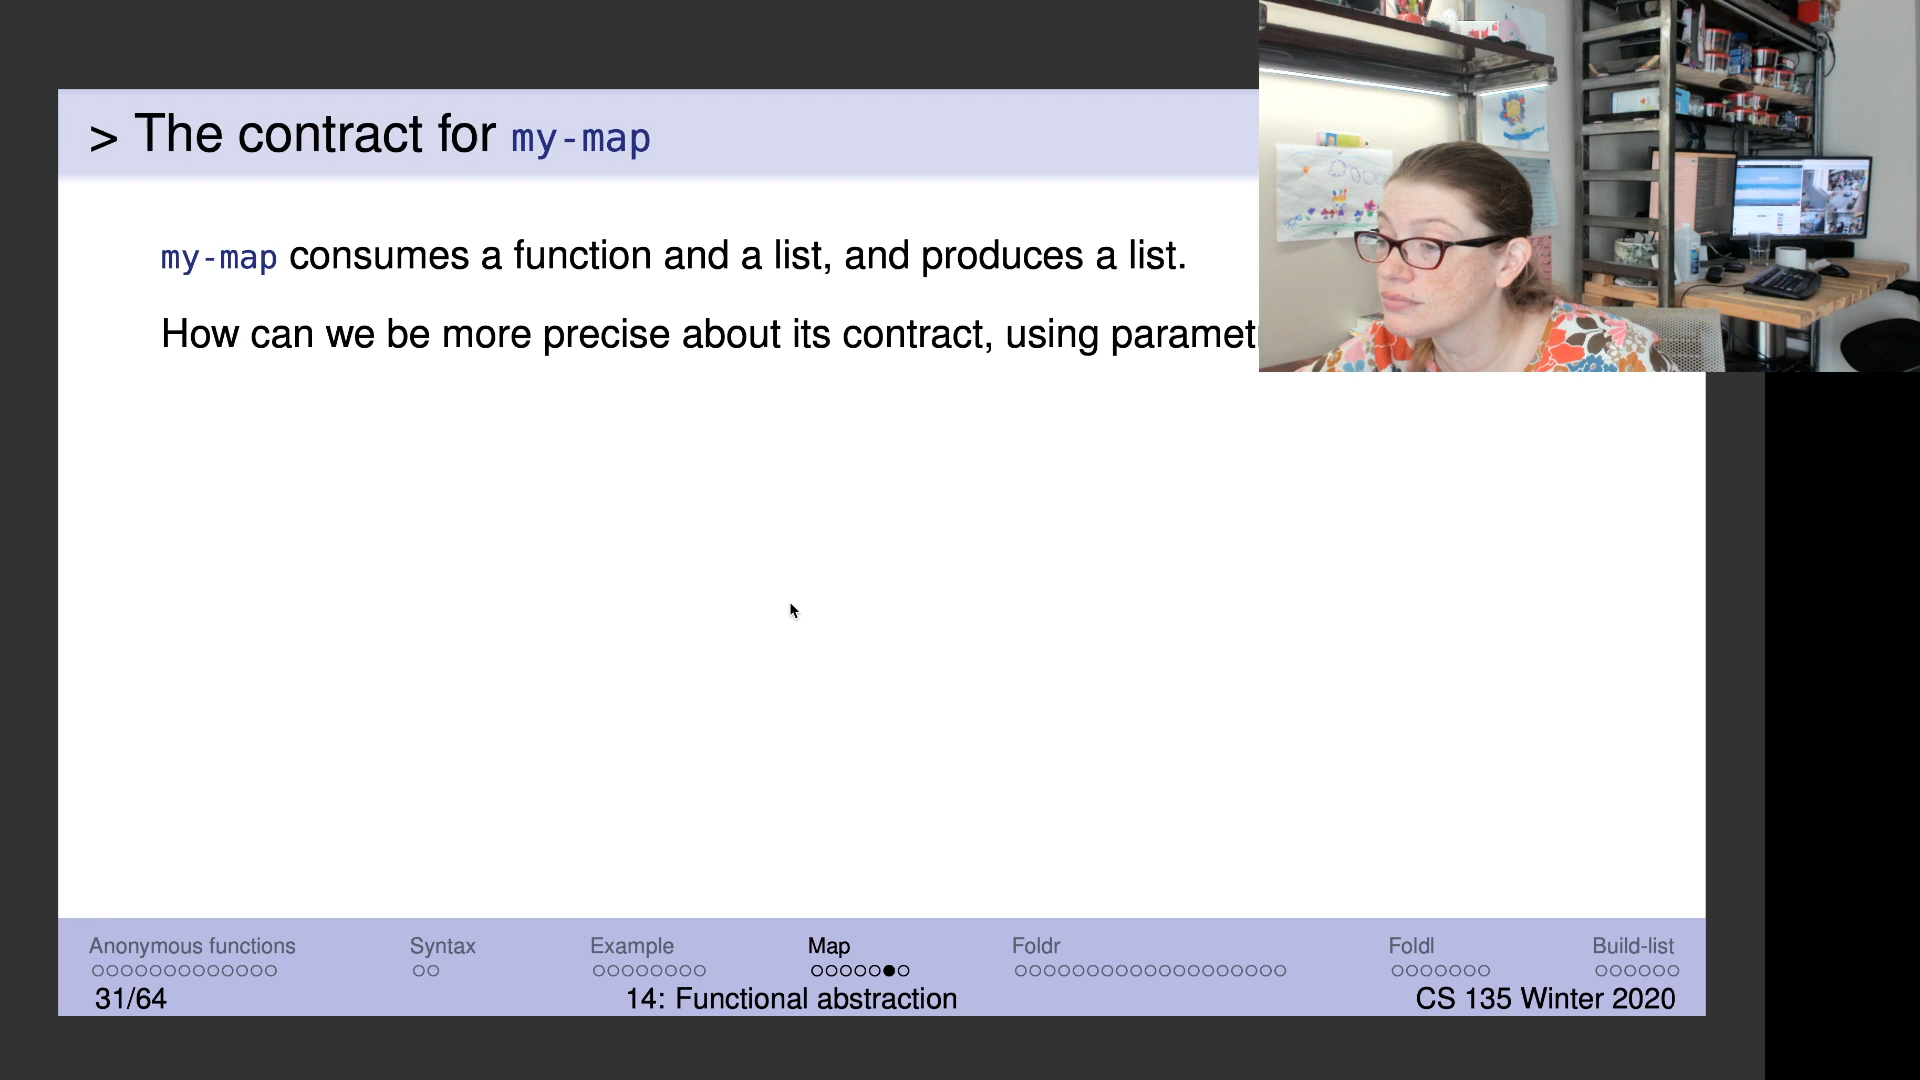 > The contract for my-map
my-map consumes a function and a list, and produces a list.
How can we be more precise about its contract, using paramet
Anonymous functions Syntax Example Map Foldr Foldl Build-list
31/64 14: Functional abstraction CS 135 Winter 2020